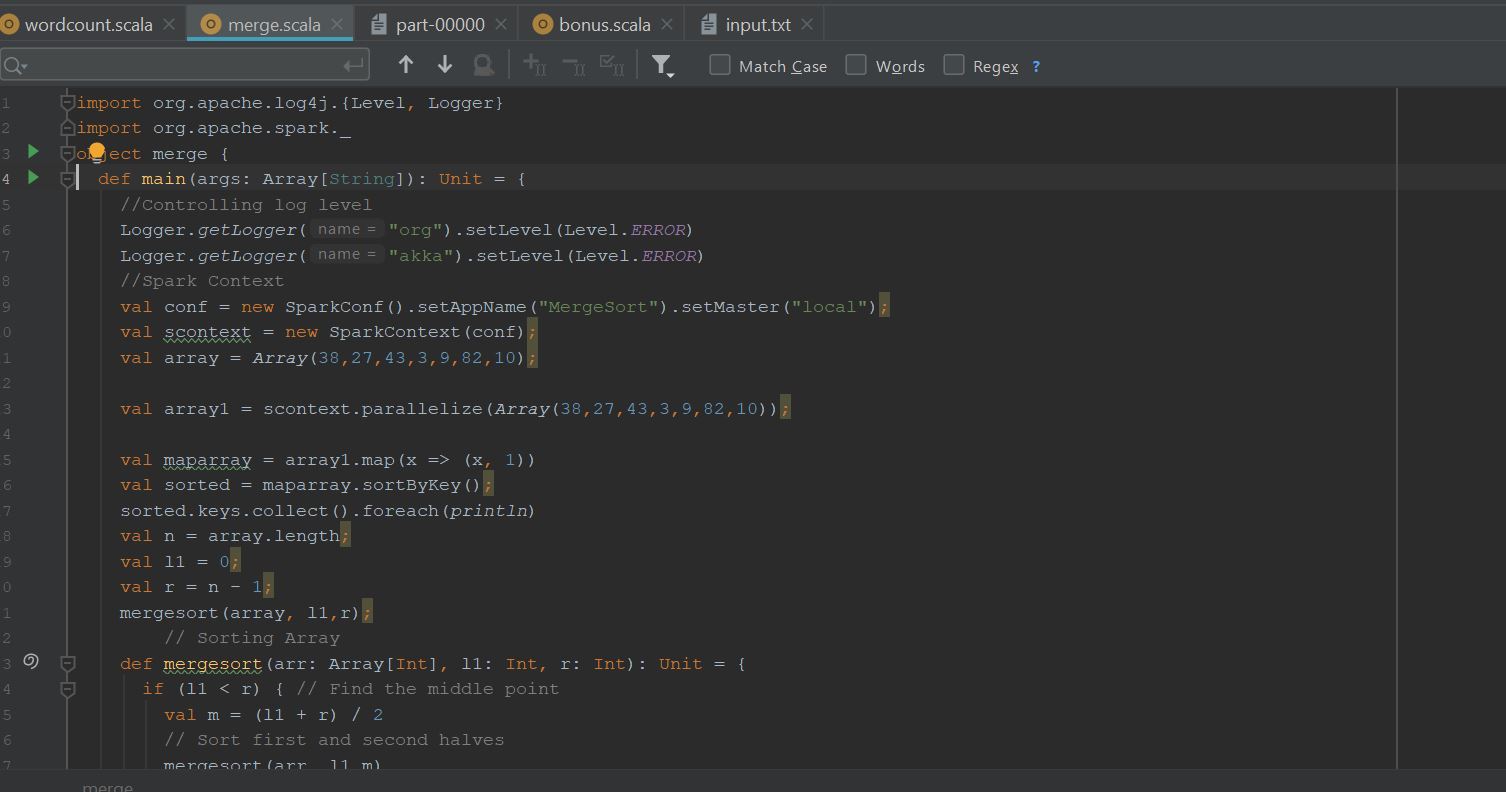 wordcount.scala merge.scala part-00000 bonus.scala input.txt
Match Case Words Regex ?
1 import org.apache.log4j.{Level, Logger}
2 import org.apache.spark._
3 object merge {
4 def main(args: Array[String]): Unit = {
5 //Controlling log level
6 Logger.getLogger( name = "org").setLevel(Level.ERROR)
7 Logger.getLogger( name = "akka").setLevel(Level.ERROR)
8 //Spark Context
9 val conf = new SparkConf().setAppName("MergeSort").setMaster("local");
0 val scontext = new SparkContext(conf);
1 val array = Array(38,27,43,3,9,82,10);
2
3 val array1 = scontext.parallelize(Array(38,27,43,3,9,82,10));
4
5 val maparray = array1.map(x => (x, 1))
6 val sorted = maparray.sortByKey();
7 sorted.keys.collect().foreach(println)
8 val n = array.length;
9 val l1 = 0;
0 val r = n - 1;
1 mergesort(array, l1,r);
2 // Sorting Array
3 def mergesort(arr: Array[Int], l1: Int, r: Int): Unit = {
4 if (l1 < r) { // Find the middle point
5 val m = (l1 + r) / 2
6 // Sort first and second halves
7 mergesort(arr, l1,m)
merge